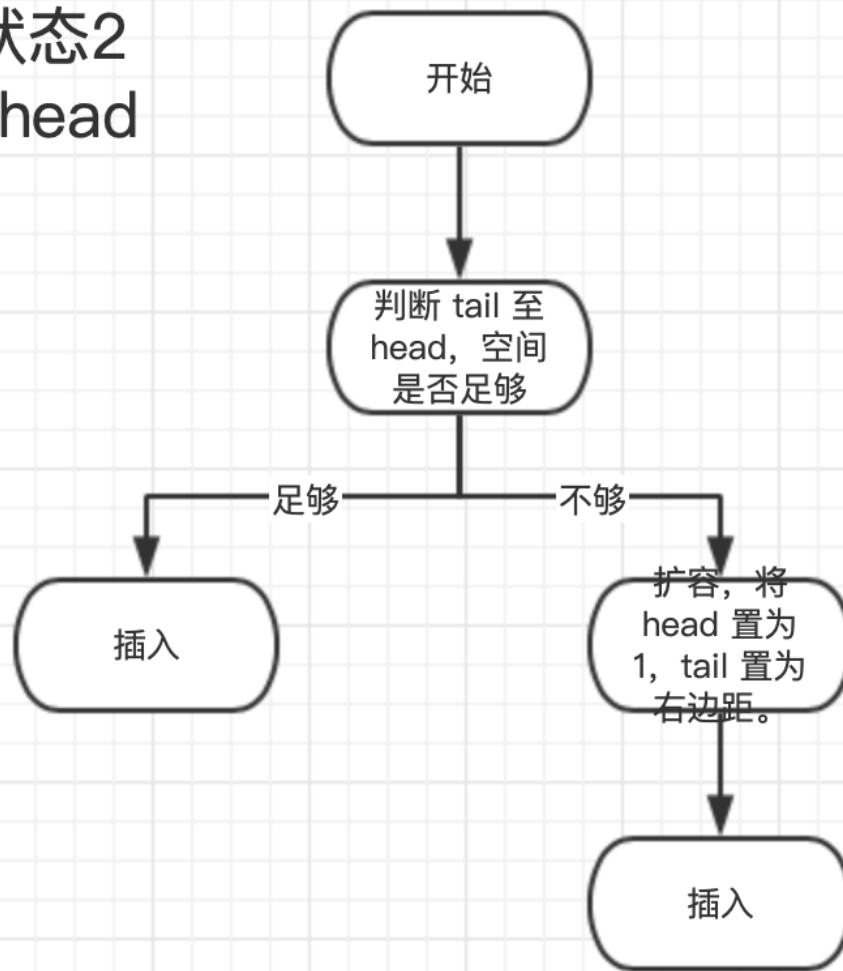 状态2
head
开始
判断 tail 至
head，空间
是否足够
足够
不够
插入
扩容，将
head 置为
1，tail 置为
右边距。
插入